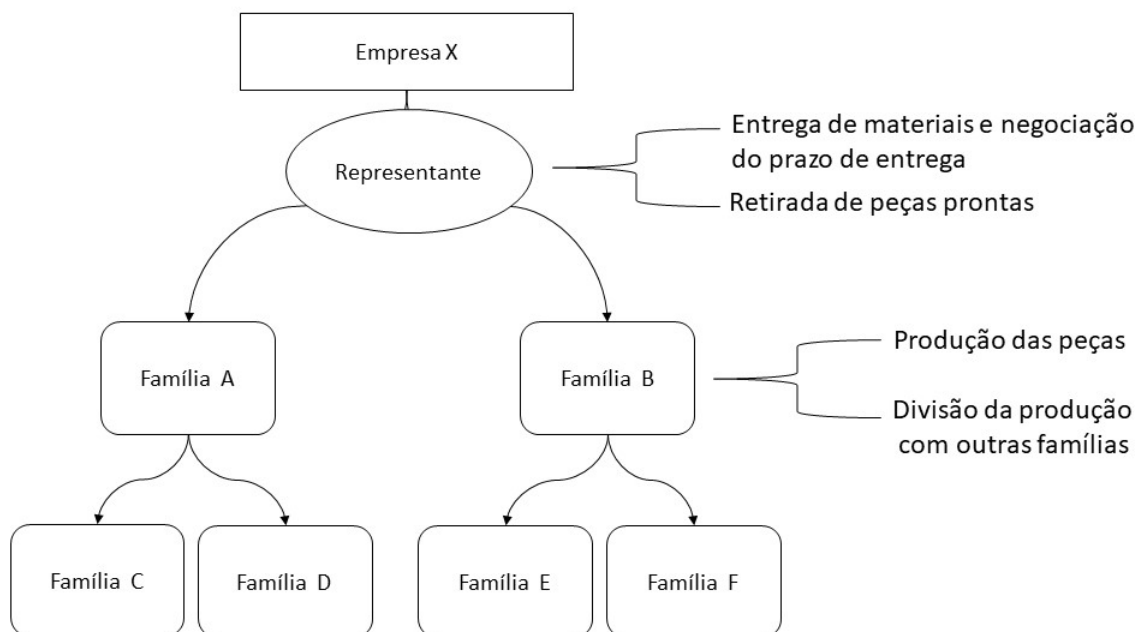 Empresa X
Representante
Entrega de materiais e negociação
do prazo de entrega
Retirada de peças prontas
Família A
Família B
Produção das peças
Divisão da produção
com outras famílias
Família C
Família D
Família E
Família F